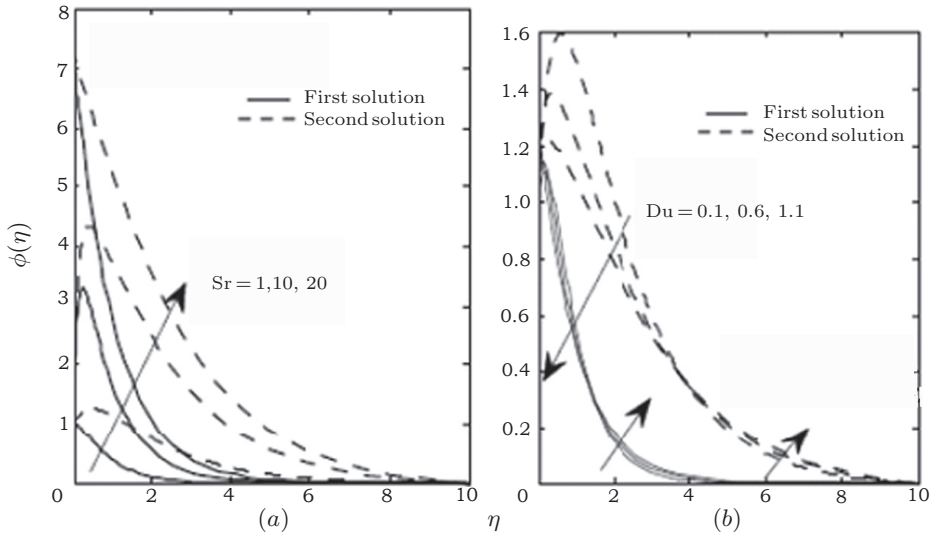 8
7
6
5
4
3
2
1
0
2
4
6
8
10
ϕ(η)
First solution
Second solution
Sr = 1,10, 20
(a)
η
1.6
1.4
1.2
1.0
0.8
0.6
0.4
0.2
0
2
4
6
8
10
First solution
Second solution
Du = 0.1, 0.6, 1.1
(b)